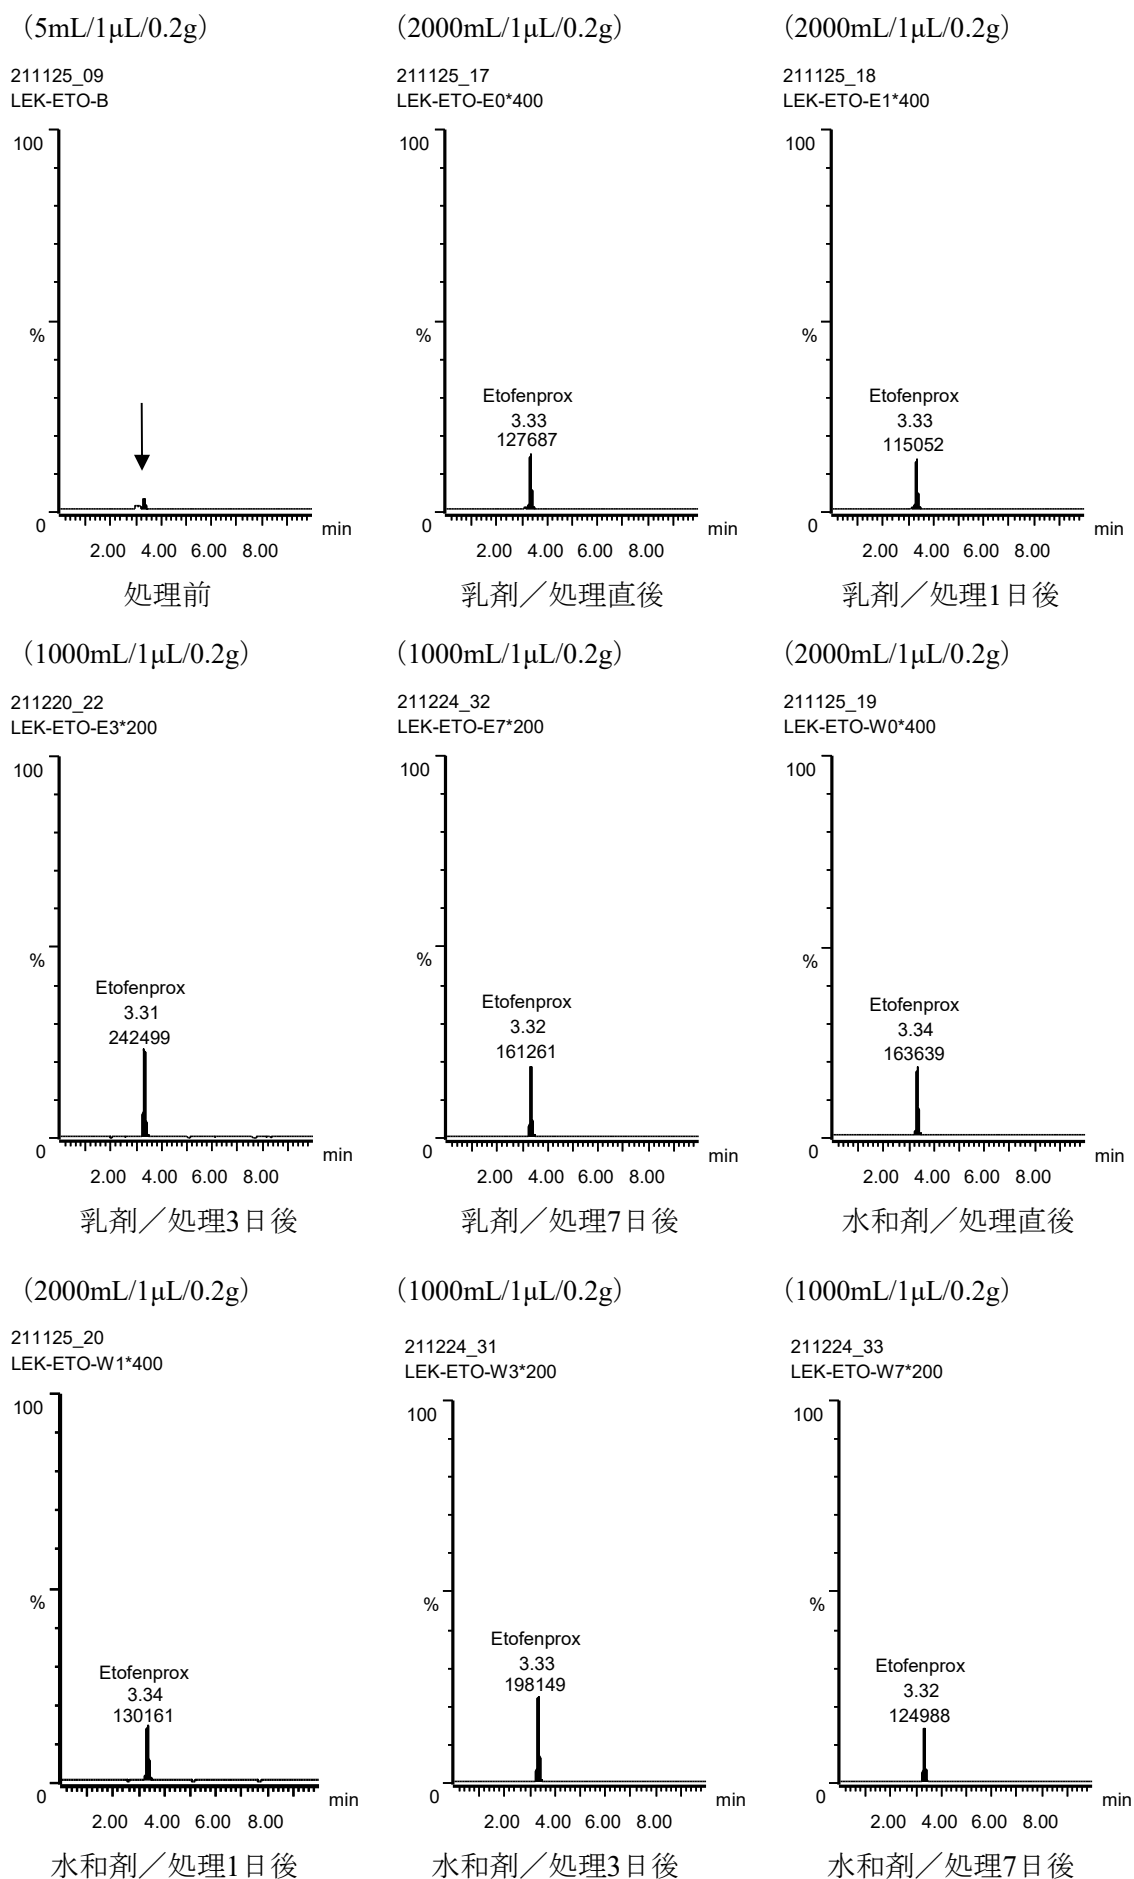 （5mL/1μL/0.2g）
211125_09
LEK-ETO-B
100
%
0
min
2.00 4.00 6.00 8.00
処理前
（2000mL/1μL/0.2g）
211125_17
LEK-ETO-E0*400
100
%
Etofenprox
3.33
127687
0
min
2.00 4.00 6.00 8.00
乳剤／処理直後
（2000mL/1μL/0.2g）
211125_18
LEK-ETO-E1*400
100
%
Etofenprox
3.33
115052
0
min
2.00 4.00 6.00 8.00
乳剤／処理1日後
（1000mL/1μL/0.2g）
211220_22
LEK-ETO-E3*200
100
%
Etofenprox
3.31
242499
0
min
2.00 4.00 6.00 8.00
乳剤／処理3日後
（1000mL/1μL/0.2g）
211224_32
LEK-ETO-E7*200
100
%
Etofenprox
3.32
161261
0
min
2.00 4.00 6.00 8.00
乳剤／処理7日後
（2000mL/1μL/0.2g）
211125_19
LEK-ETO-W0*400
100
%
Etofenprox
3.34
163639
0
min
2.00 4.00 6.00 8.00
水和剤／処理直後
（2000mL/1μL/0.2g）
211125_20
LEK-ETO-W1*400
100
%
Etofenprox
3.34
130161
0
min
2.00 4.00 6.00 8.00
水和剤／処理1日後
（1000mL/1μL/0.2g）
211224_31
LEK-ETO-W3*200
100
%
Etofenprox
3.33
198149
0
min
2.00 4.00 6.00 8.00
水和剤／処理3日後
（1000mL/1μL/0.2g）
211224_33
LEK-ETO-W7*200
100
%
Etofenprox
3.32
124988
0
min
2.00 4.00 6.00 8.00
水和剤／処理7日後